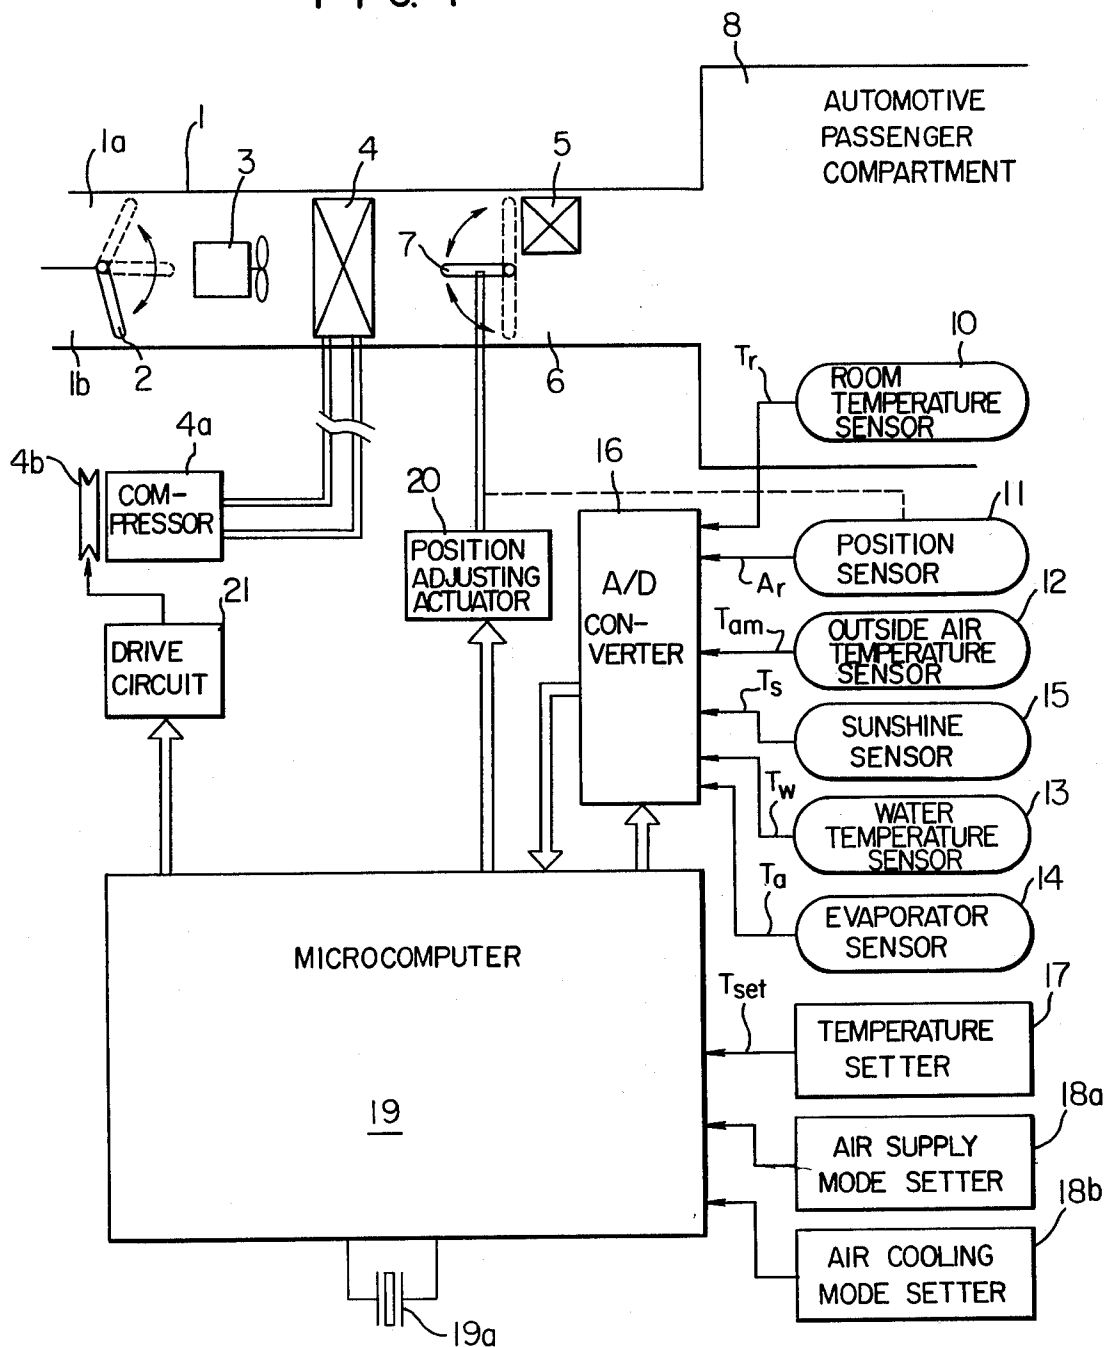 FIG. 1
8
AUTOMOTIVE
PASSENGER
COMPARTMENT
1a
1
3
4
5
7
1b
2
6
10
Tr
ROOM
TEMPERATURE
SENSOR
4b
4a
COM-
PRESSOR
20
16
11
POSITION
ADJUSTING
ACTUATOR
POSITION
SENSOR
Ar
A/D
CON-
VERTER
12
21
DRIVE
CIRCUIT
Tam
OUTSIDE AIR
TEMPERATURE
SENSOR
Ts
15
SUNSHINE
SENSOR
Tw
13
WATER
TEMPERATURE
SENSOR
Ta
14
EVAPORATOR
SENSOR
MICROCOMPUTER
19
Tset
17
TEMPERATURE
SETTER
18a
AIR SUPPLY
MODE SETTER
18b
AIR COOLING
MODE SETTER
19a